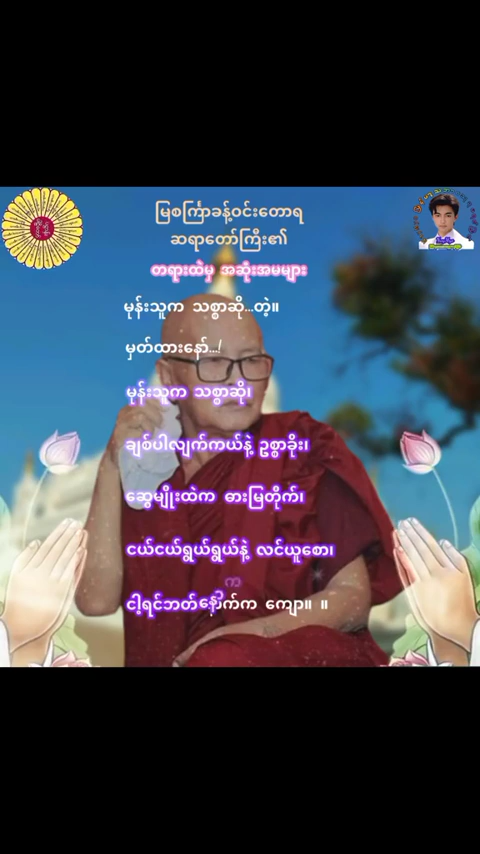 မြစင်္ကြာခန့်ဝင်းတောရ
ဆရာတော်ကြီး၏
တရားထဲမှ အဆုံးအမများ
မုန်းသူက သစ္စာဆို...တဲ့။
မှတ်ထားနော်...!
မုန်းသူက သစ္စာဆို၊
ချစ်ပါလျက်ကယ်နဲ့ ဥစ္စာခိုး၊
ဆွေမျိုးထဲက ဓားမြတိုက်၊
ငယ်ငယ်ရွယ်ရွယ်နဲ့ လင်ယူစော၊
ငါ့ရင်ဘတ် က ကျော။ ။